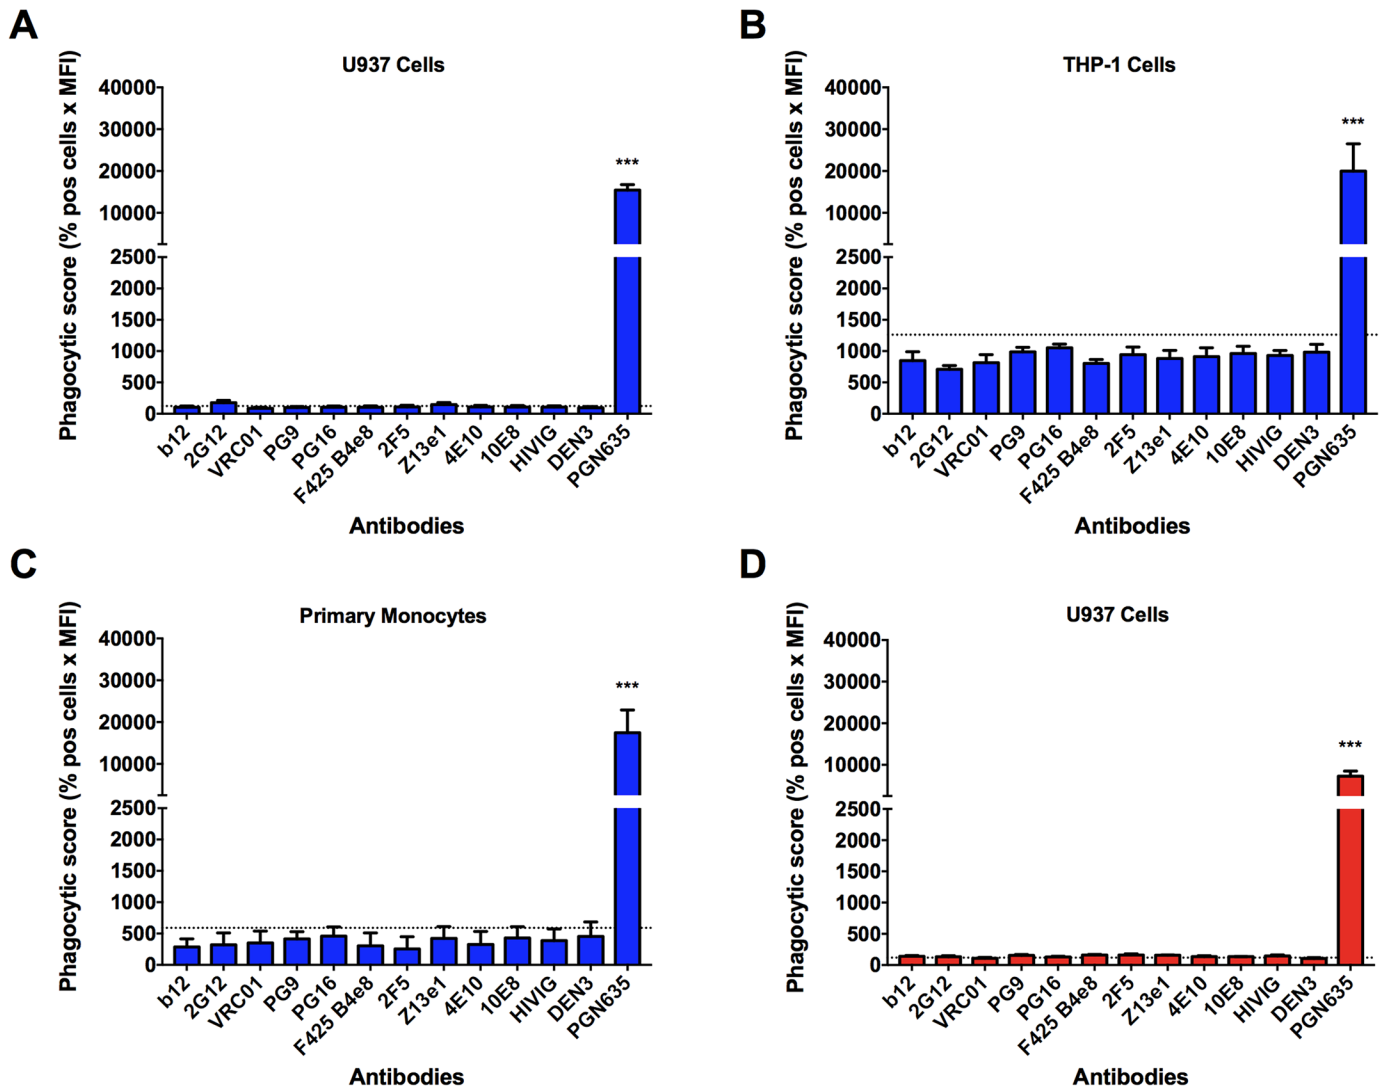 A
U937 Cells
Phagocytic score (% pos cells x MFI)
40000
30000
20000
10000
2500
2000
1500
1000
500
0
***
b12
2G12
VRC01
PG9
PG16
F425 B4e8
2F5
Z13e1
4E10
10E8
HIVIG
DEN3
PGN635
Antibodies
B
THP-1 Cells
Phagocytic score (% pos cells x MFI)
40000
30000
20000
10000
2500
2000
1500
1000
500
0
***
b12
2G12
VRC01
PG9
PG16
F425 B4e8
2F5
Z13e1
4E10
10E8
HIVIG
DEN3
PGN635
Antibodies
C
Primary Monocytes
Phagocytic score (% pos cells x MFI)
40000
30000
20000
10000
2500
2000
1500
1000
500
0
***
b12
2G12
VRC01
PG9
PG16
F425 B4e8
2F5
Z13e1
4E10
10E8
HIVIG
DEN3
PGN635
Antibodies
D
U937 Cells
Phagocytic score (% pos cells x MFI)
40000
30000
20000
10000
2500
2000
1500
1000
500
0
***
b12
2G12
VRC01
PG9
PG16
F425 B4e8
2F5
Z13e1
4E10
10E8
HIVIG
DEN3
PGN635
Antibodies